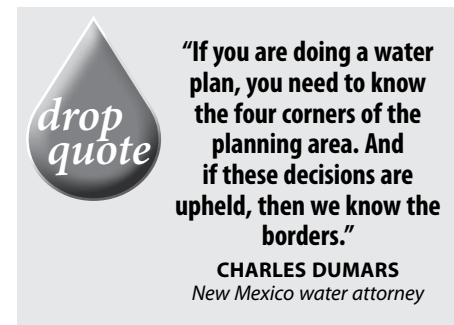 drop
quote
“If you are doing a water
plan, you need to know
the four corners of the
planning area. And
if these decisions are
upheld, then we know the
borders.”
CHARLES DUMARS
New Mexico water attorney